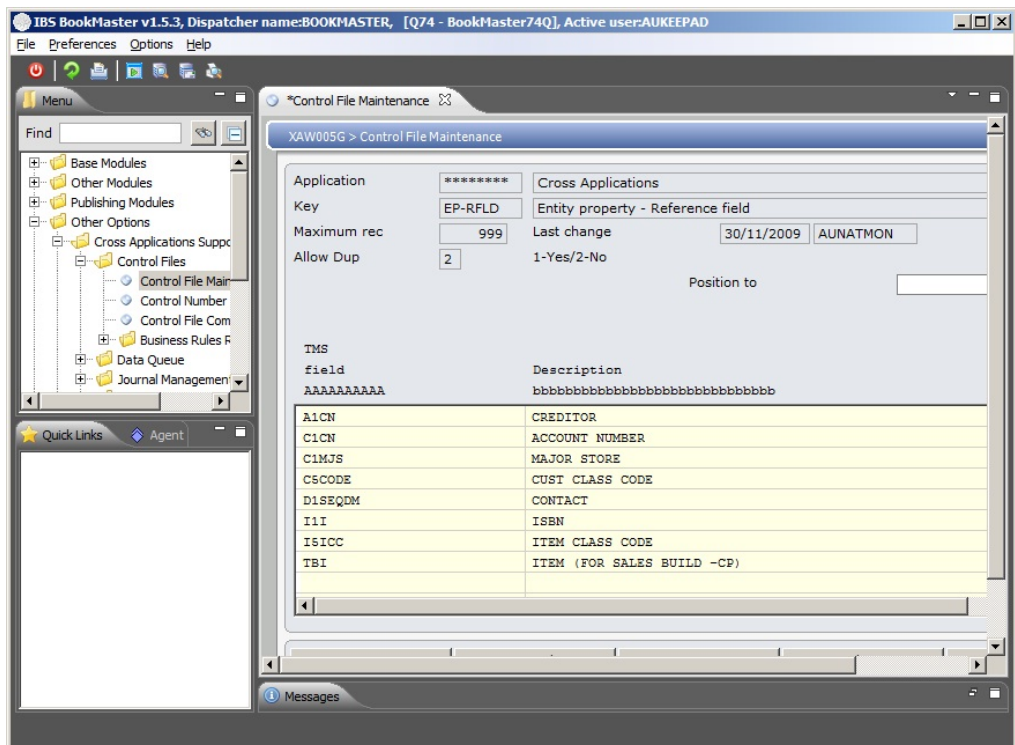 IBS BookMaster v1.5.3, Dispatcher name:BOOKMASTER, [Q74 - BookMaster74Q], Active user:AUKEEPAD
File Preferences Options Help
Menu
Find
Base Modules
Other Modules
Publishing Modules
Other Options
Cross Applications Suppo
Control Files
Control File Main
Control Number
Control File Com
Business Rules R
Data Queue
Journal Management
Quick Links Agent
*Control File Maintenance
XAW005G > Control File Maintenance
Application ******** Cross Applications
Key EP-RFLD Entity property - Reference field
Maximum rec 999 Last change 30/11/2009 AUNATMON
Allow Dup 2 1-Yes/2-No
Position to
TMS
field Description
AAAAAAAAAA bbbbbbbbbbbbbbbbbbbbbbbbbbbbbb
A1CN CREDITOR
C1CN ACCOUNT NUMBER
C1MJS MAJOR STORE
C5CODE CUST CLASS CODE
D1SEQDM CONTACT
I1I ISBN
I5ICC ITEM CLASS CODE
TBI ITEM (FOR SALES BUILD -CP)
Messages